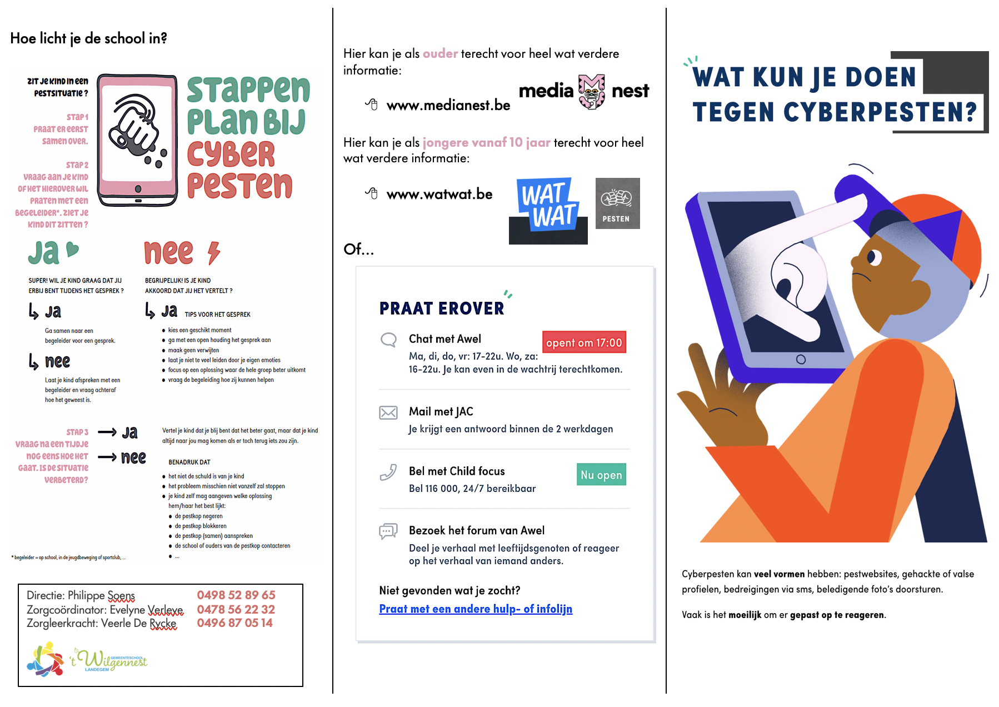 Hoe licht je de school in?
ZIT JE KIND IN EEN
PESTSITUATIE ?
STAP 1
PRAAT ER EERST
SAMEN OVER.
STAP 2
VRAAG AAN JE KIND
OF HET HIEROVER WIL
PRATEN MET EEN
BEGELEIDER*. ZIET JE
KIND DIT ZITTEN ?
STAPPEN
PLAN BIJ
CYBER
PESTEN
Ja
nee
SUPER! WIL JE KIND GRAAG DAT JIJ
ERBIJ BENT TIJDENS HET GESPREK ?
Ja
Ga samen naar een
begeleider voor een gesprek.
nee
Laat je kind afspreken met een
begeleider en vraag achteraf
hoe het geweest is.
BEGRIJPELIJK! IS JE KIND
AKKOORD DAT JIJ HET VERTELT ?
Ja TIPS VOOR HET GESPREK
• kies een geschikt moment
• ga met een open houding het gesprek aan
• maak geen verwijten
• laat je niet te veel leiden door je eigen emoties
• focus op een oplossing waar de hele groep beter uitkomt
• vraag de begeleiding hoe zij kunnen helpen
STAP 3
VRAAG NA EEN TIJDJE
NOG EENS HOE HET
GAAT. IS DE SITUATIE
VERBETERD?
Ja
Vertel je kind dat je blij bent dat het beter gaat, maar dat je kind
altijd naar jou mag komen als er toch terug iets zou zijn.
nee
BENADRUK DAT
• het niet de schuld is van je kind
• het probleem misschien niet vanzelf zal stoppen
• je kind zelf mag aangeven welke oplossing
hem/haar het best lijkt:
• de pestkop negeren
• de pestkop blokkeren
• de pestkop (samen) aanspreken
• de school of ouders van de pestkop contacteren
• ...
* begeleider = op school, in de jeugdbeweging of sportclub, ...
Directie: Philippe Soens 0498 52 89 65
Zorgcoördinator: Evelyne Verleye 0478 56 22 32
Zorgleerkracht: Veerle De Rycke 0496 87 05 14
GEMEENTESCHOOL
't Wilgennest
LANDEGEM
Hier kan je als ouder terecht voor heel wat verdere
informatie:
www.medianest.be
media nest
Hier kan je als jongere vanaf 10 jaar terecht voor heel
wat verdere informatie:
www.watwat.be
WAT
WAT
PESTEN
Of...
PRAAT EROVER
Chat met Awel
opent om 17:00
Ma, di, do, vr: 17-22u. Wo, za:
16-22u. Je kan even in de wachtrij terechtkomen.
Mail met JAC
Je krijgt een antwoord binnen de 2 werkdagen
Bel met Child focus
Nu open
Bel 116 000, 24/7 bereikbaar
Bezoek het forum van Awel
Deel je verhaal met leeftijdsgenoten of reageer
op het verhaal van iemand anders.
Niet gevonden wat je zocht?
Praat met een andere hulp- of infolijn
WAT KUN JE DOEN
TEGEN CYBERPESTEN?
Cyberpesten kan veel vormen hebben: pestwebsites, gehackte of valse
profielen, bedreigingen via sms, beledigende foto's doorsturen.
Vaak is het moeilijk om er gepast op te reageren.